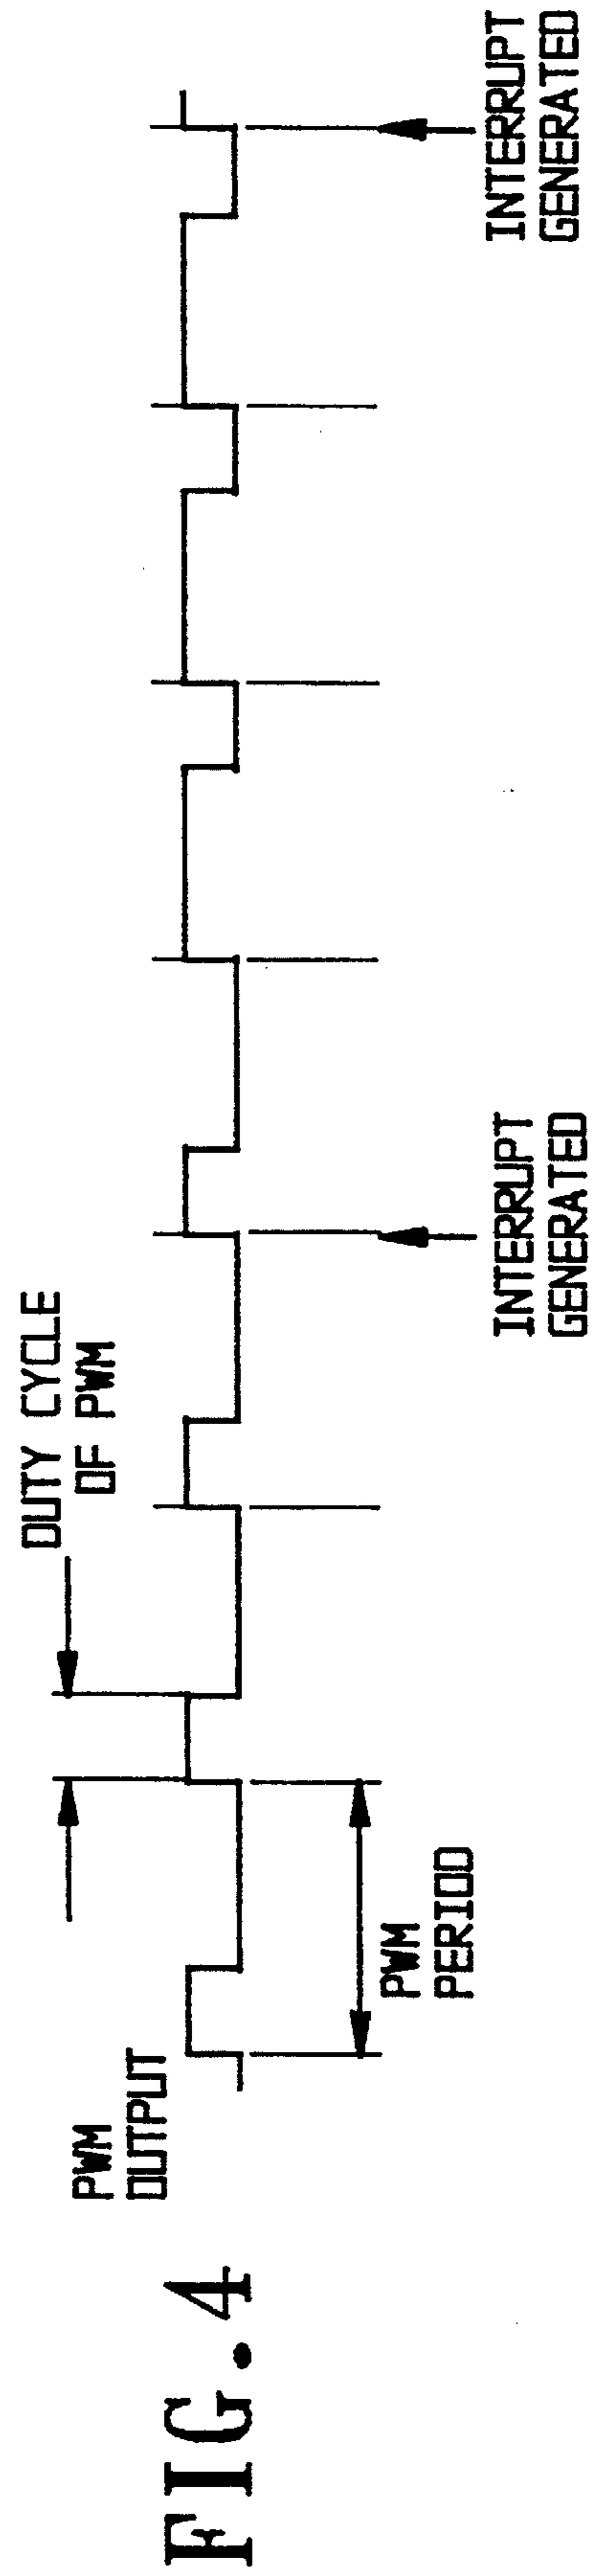 FIG.4
PWM
OUTPUT
DUTY CYCLE
OF PWM
PWM
PERIOD
INTERRUPT
GENERATED
INTERRUPT
GENERATED